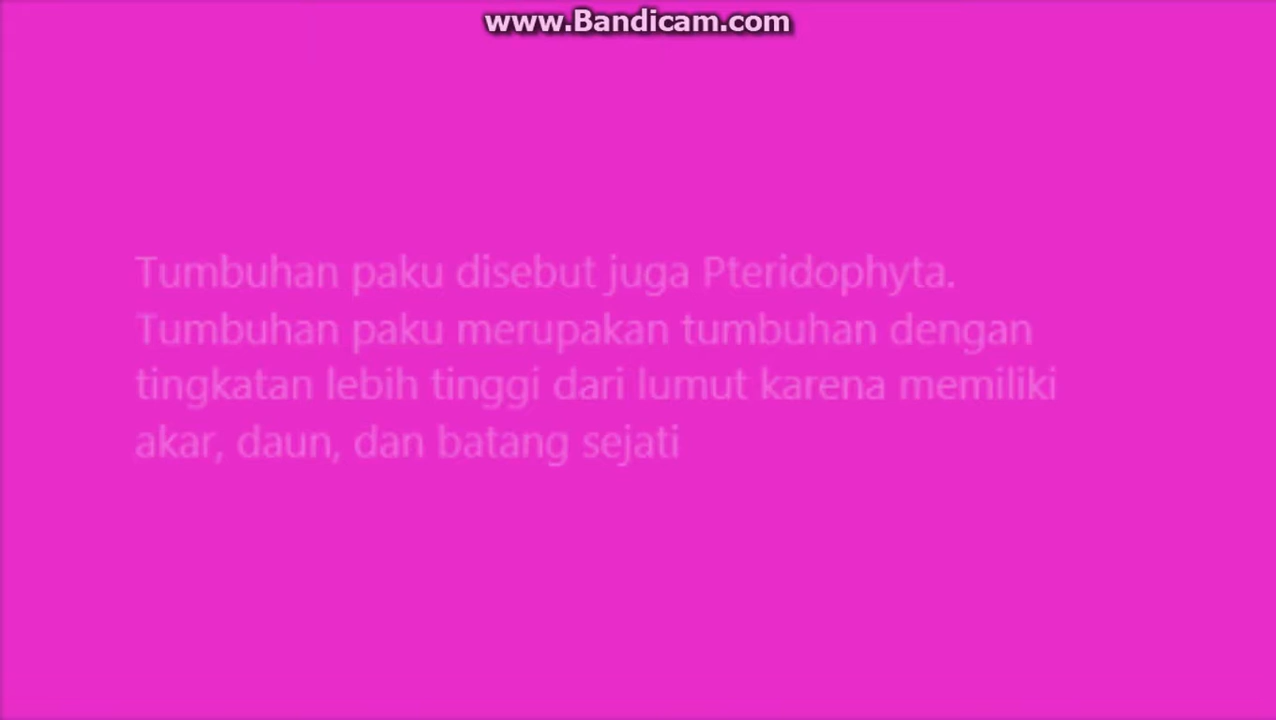 www.Bandicam.com
Tumbuhan paku disebut juga Pteridophyta.
Tumbuhan paku merupakan tumbuhan dengan
tingkatan lebih tinggi dari lumut karena memiliki
akar, daun, dan batang sejati